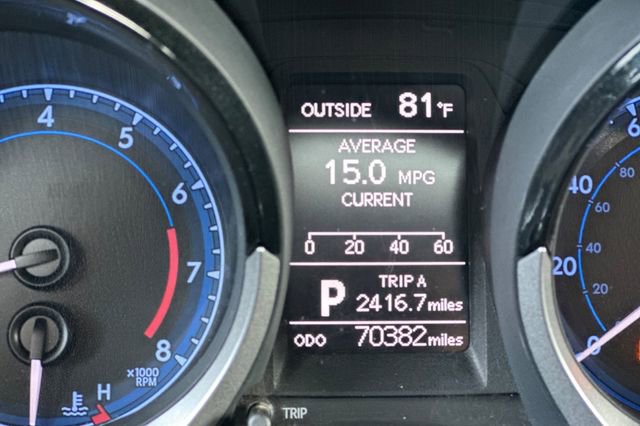 OUTSIDE 81°F
AVERAGE
15.0 MPG
CURRENT
0 20 40 60
P TRIP A
2416.7 miles
ODO 70382 miles
TRIP
4
5
6
7
8
x1000
RPM
H
60
40
20
0
80
60
40
20